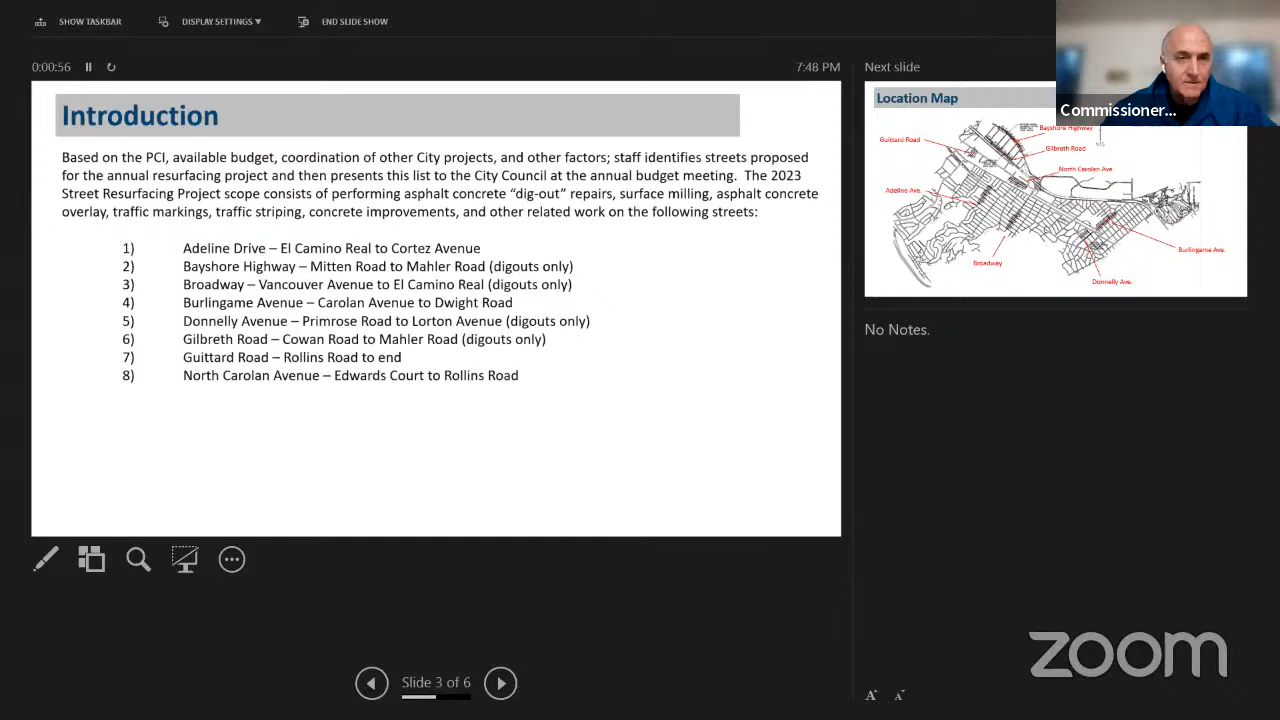 SHOW TASKBAR
DISPLAY SETTINGS ▼
END SLIDE SHOW
0:00:56
7:48 PM
Introduction
Based on the PCI, available budget, coordination of other City projects, and other factors; staff identifies streets proposed
for the annual resurfacing project and then presents this list to the City Council at the annual budget meeting. The 2023
Street Resurfacing Project scope consists of performing asphalt concrete “dig-out” repairs, surface milling, asphalt concrete
overlay, traffic markings, traffic striping, concrete improvements, and other related work on the following streets:
1) Adeline Drive – El Camino Real to Cortez Avenue
2) Bayshore Highway – Mitten Road to Mahler Road (digouts only)
3) Broadway – Vancouver Avenue to El Camino Real (digouts only)
4) Burlingame Avenue – Carolan Avenue to Dwight Road
5) Donnelly Avenue – Primrose Road to Lorton Avenue (digouts only)
6) Gilbreth Road – Cowan Road to Mahler Road (digouts only)
7) Guittard Road – Rollins Road to end
8) North Carolan Avenue – Edwards Court to Rollins Road
Slide 3 of 6
Next slide
Commissioner...
Location Map
Bayshore Highway
Guittard Road
Gilbreth Road
North Carolan Ave.
Adeline Ave.
Burlingame Ave.
Broadway
Donnelly Ave.
No Notes.
zoom
A A